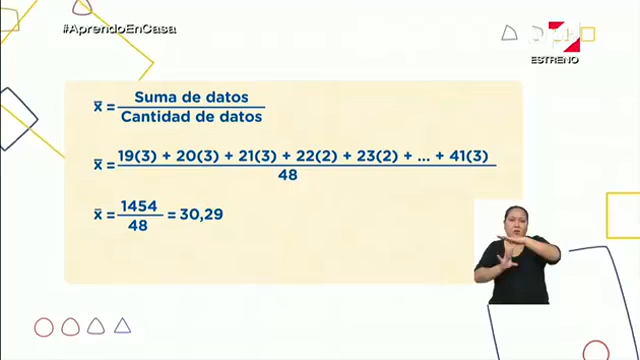 #AprendoEnCasa
ESTRENO
x̄ = Suma de datos
Cantidad de datos
x̄ = 19(3) + 20(3) + 21(3) + 22(2) + 23(2) + ... + 41(3)
48
x̄ = 1454
48
= 30,29